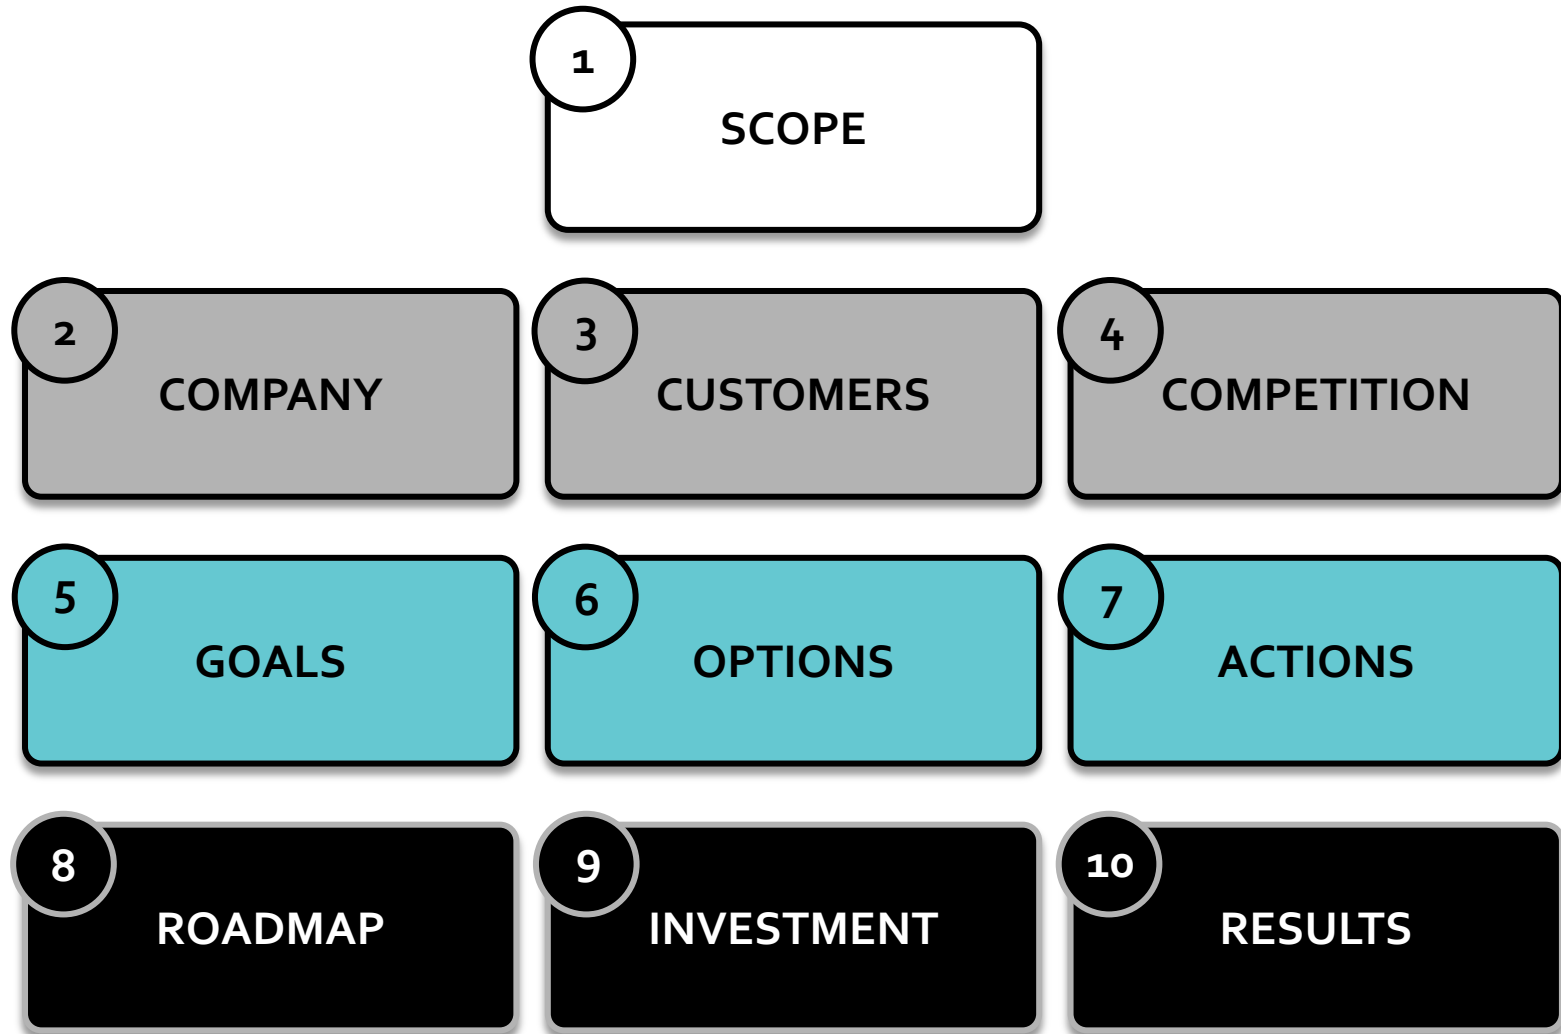 1
SCOPE
2
COMPANY
3
CUSTOMERS
4
COMPETITION
5
GOALS
6
OPTIONS
7
ACTIONS
8
ROADMAP
9
INVESTMENT
10
RESULTS